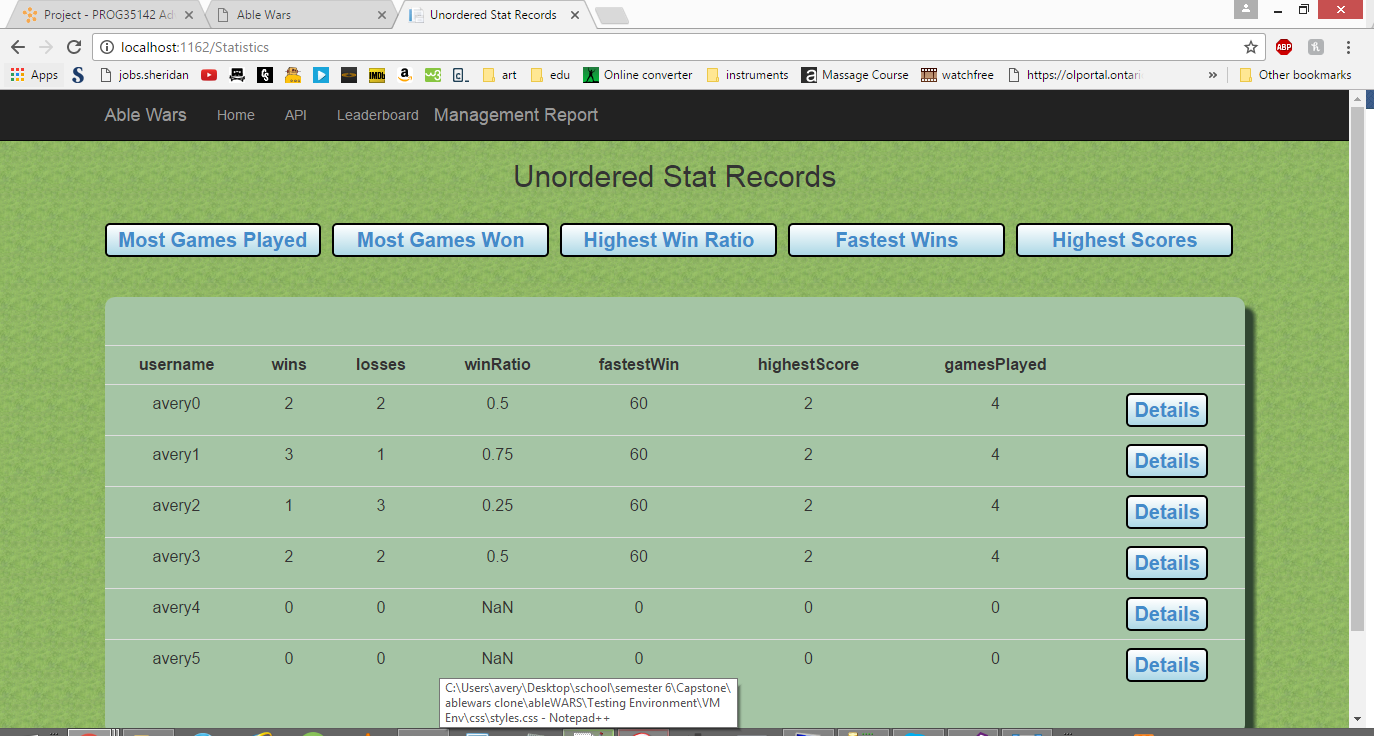 Project - PROG35142 Ad
Able Wars
Unordered Stat Records
localhost:1162/Statistics
ABP
Apps
S
jobs.sheridan
IMDb
a
w3
c_
art
edu
Online converter
instruments
a
Massage Course
watchfree
https://olportal.ontari
»
Other bookmarks
Able Wars
Home
API
Leaderboard
Management Report
Unordered Stat Records
Most Games Played
Most Games Won
Highest Win Ratio
Fastest Wins
Highest Scores
username wins losses winRatio fastestWin highestScore gamesPlayed
avery0 2 2 0.5 60 2 4 Details
avery1 3 1 0.75 60 2 4 Details
avery2 1 3 0.25 60 2 4 Details
avery3 2 2 0.5 60 2 4 Details
avery4 0 0 NaN 0 0 0 Details
avery5 0 0 NaN 0 0 0 Details
C:\Users\avery\Desktop\school\semester 6\Capstone\
ablewars clone\ableWARS\Testing Environment\VM
Env\css\styles.css - Notepad++